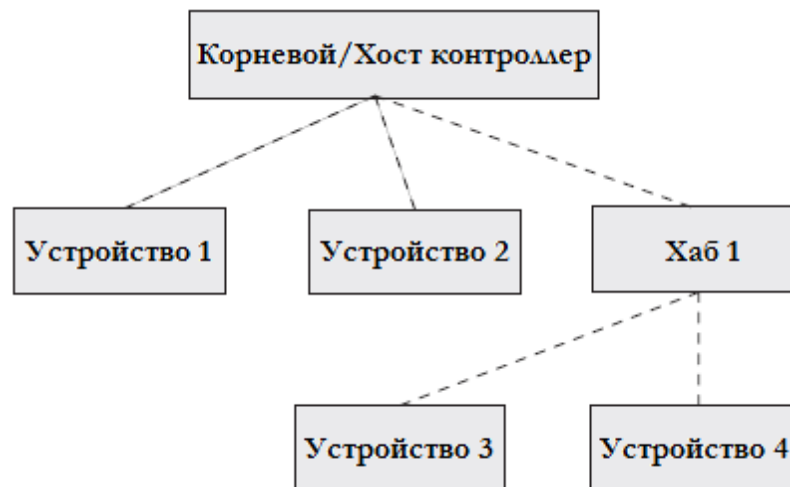 Корневой/Хост контроллер
Устройство 1
Устройство 2
Хаб 1
Устройство 3
Устройство 4